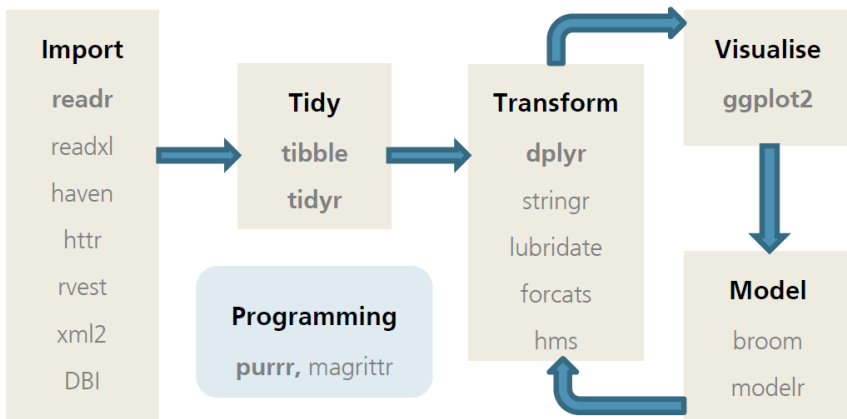 Import
readr
readxl
haven
httr
rvest
xml2
DBI
Tidy
tibble
tidyr
Programming
purrr, magrittr
Transform
dplyr
stringr
lubridate
forcats
hms
Visualise
ggplot2
Model
broom
modelr